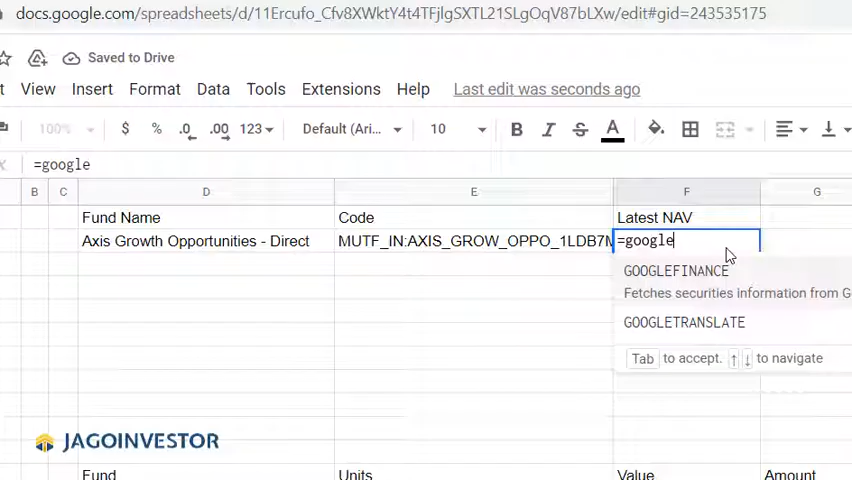 docs.google.com/spreadsheets/d/11Ercufo_Cfv8XWktY4t4TFjlgSXTL21SLgOqV87bLXw/edit#gid=243535175
Saved to Drive
View Insert Format Data Tools Extensions Help Last edit was seconds ago
100% $ % .0 .00 123 Default (Ari... 10 B I S A
=google
B C D E F G
Fund Name Code Latest NAV
Axis Growth Opportunities - Direct MUTF_IN:AXIS_GROW_OPPO_1LDB7M =google
GOOGLEFINANCE
Fetches securities information from G
GOOGLETRANSLATE
Tab to accept. ↑ ↓ to navigate
JAGOINVESTOR
Fund Units Value Amount